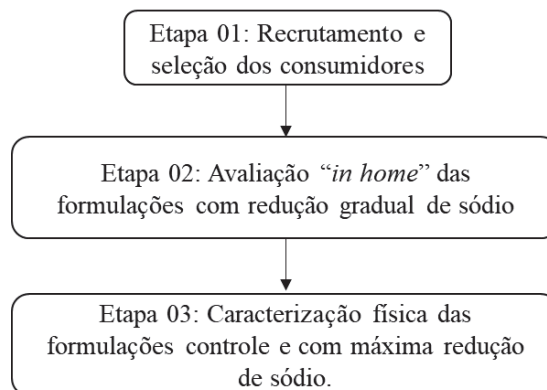 Etapa 01: Recrutamento e
seleção dos consumidores
Etapa 02: Avaliação “in home” das
formulações com redução gradual de sódio
Etapa 03: Caracterização física das
formulações controle e com máxima redução
de sódio.